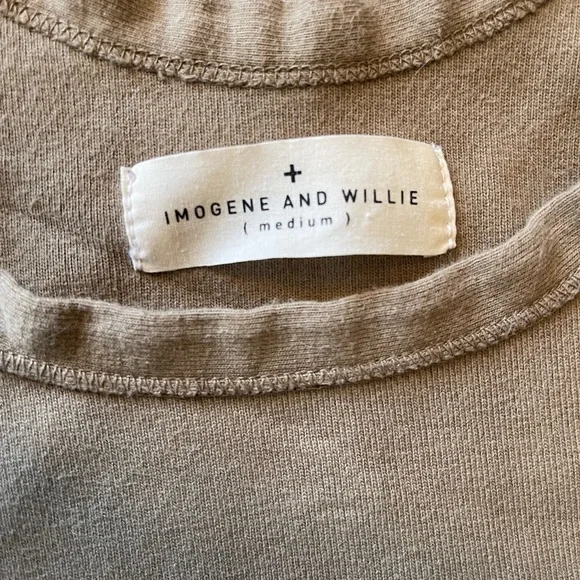 +
IMOGENE AND WILLIE
( medium )